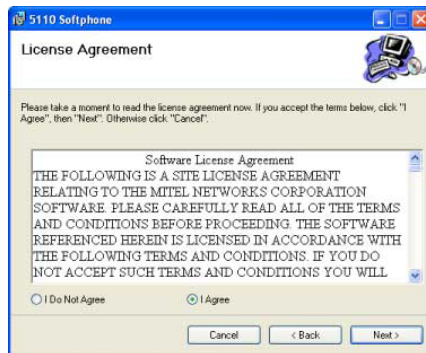 5110 Softphone
License Agreement
Please take a moment to read the license agreement now. If you accept the terms below, click "I
Agree", then "Next". Otherwise click "Cancel".
Software License Agreement
THE FOLLOWING IS A SITE LICENSE AGREEMENT
RELATING TO THE MITEL NETWORKS CORPORATION
SOFTWARE. PLEASE CAREFULLY READ ALL OF THE TERMS
AND CONDITIONS BEFORE PROCEEDING. THE SOFTWARE
REFERENCED HEREIN IS LICENSED IN ACCORDANCE WITH
THE FOLLOWING TERMS AND CONDITIONS. IF YOU DO
NOT ACCEPT SUCH TERMS AND CONDITIONS YOU WILL
I Do Not Agree I Agree
Cancel < Back Next >